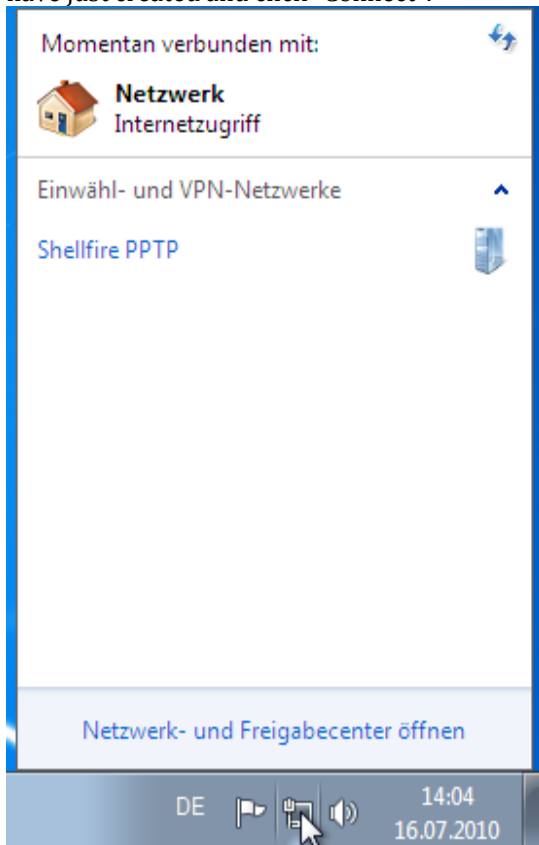 have just created and click "Connect".
Momentan verbunden mit:
Netzwerk
Internetzugriff
Einwähl- und VPN-Netzwerke
Shellfire PPTP
Netzwerk- und Freigabecenter öffnen
DE
14:04
16.07.2010